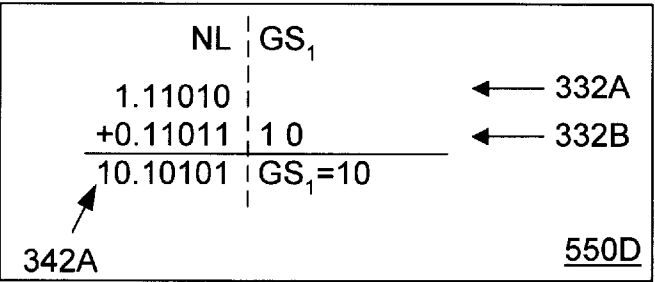 NL GS₁
1.11010 332A
+0.11011 1 0 332B
10.10101 GS₁=10
342A 550D